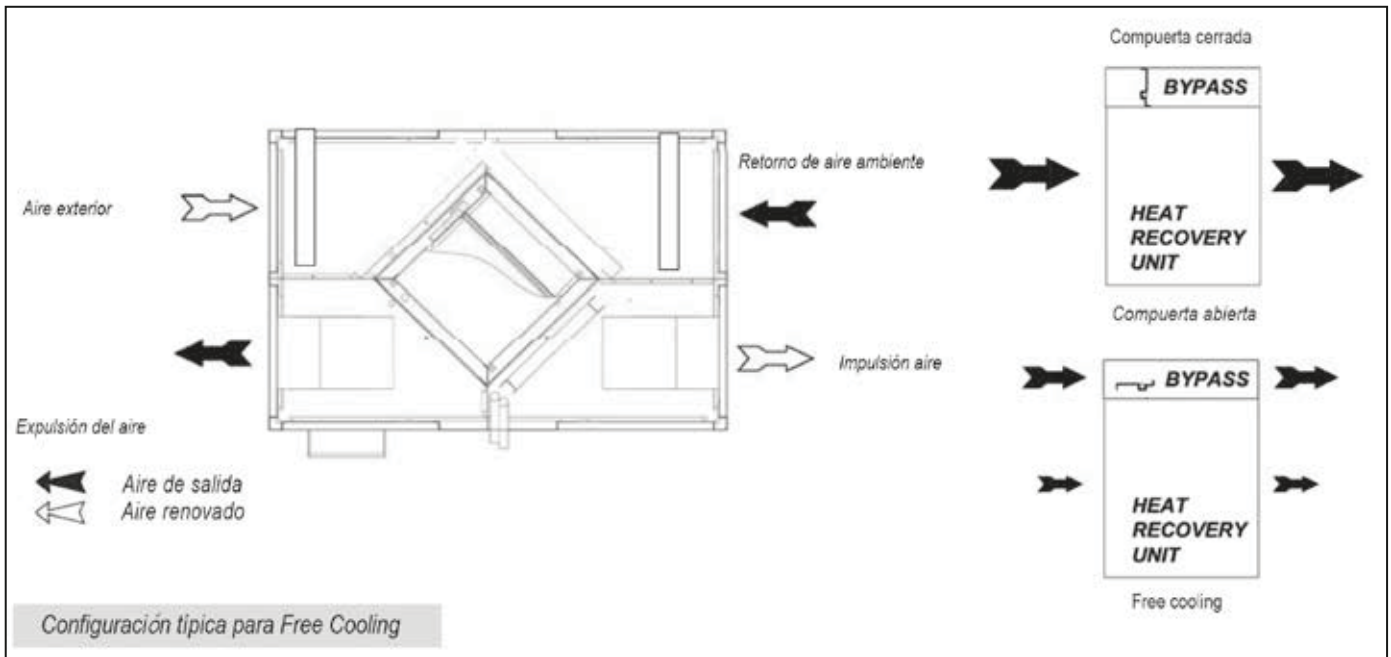 Aire exterior
Retorno de aire ambiente
Expulsión del aire
Impulsión aire
Aire de salida
Aire renovado
Configuración típica para Free Cooling
Compuerta cerrada
BYPASS
HEAT
RECOVERY
UNIT
Compuerta abierta
BYPASS
HEAT
RECOVERY
UNIT
Free cooling